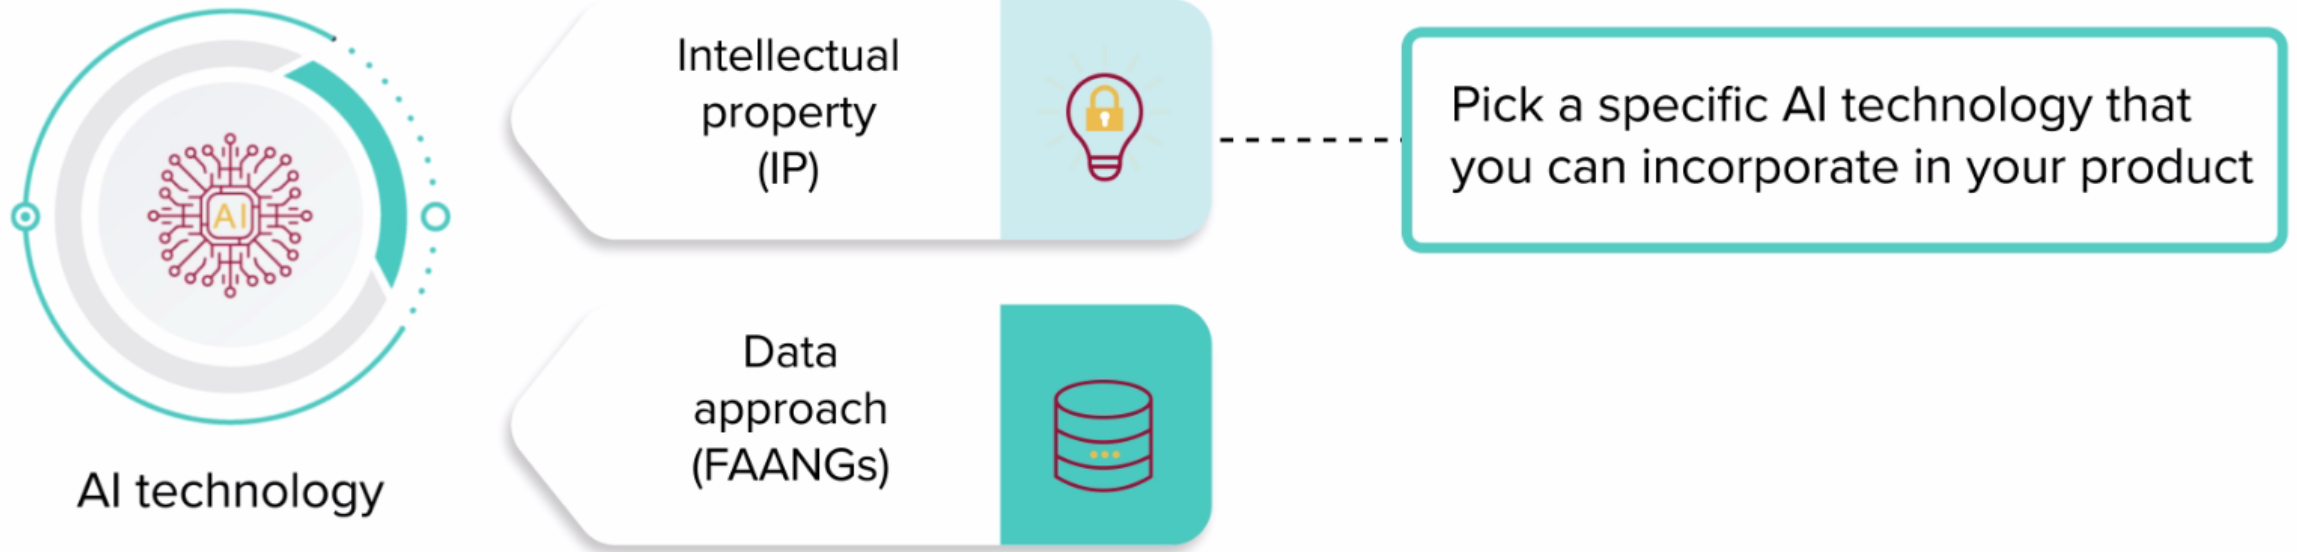 AI
AI technology
Intellectual
property
(IP)
Data
approach
(FAANGs)
Pick a specific AI technology that
you can incorporate in your product